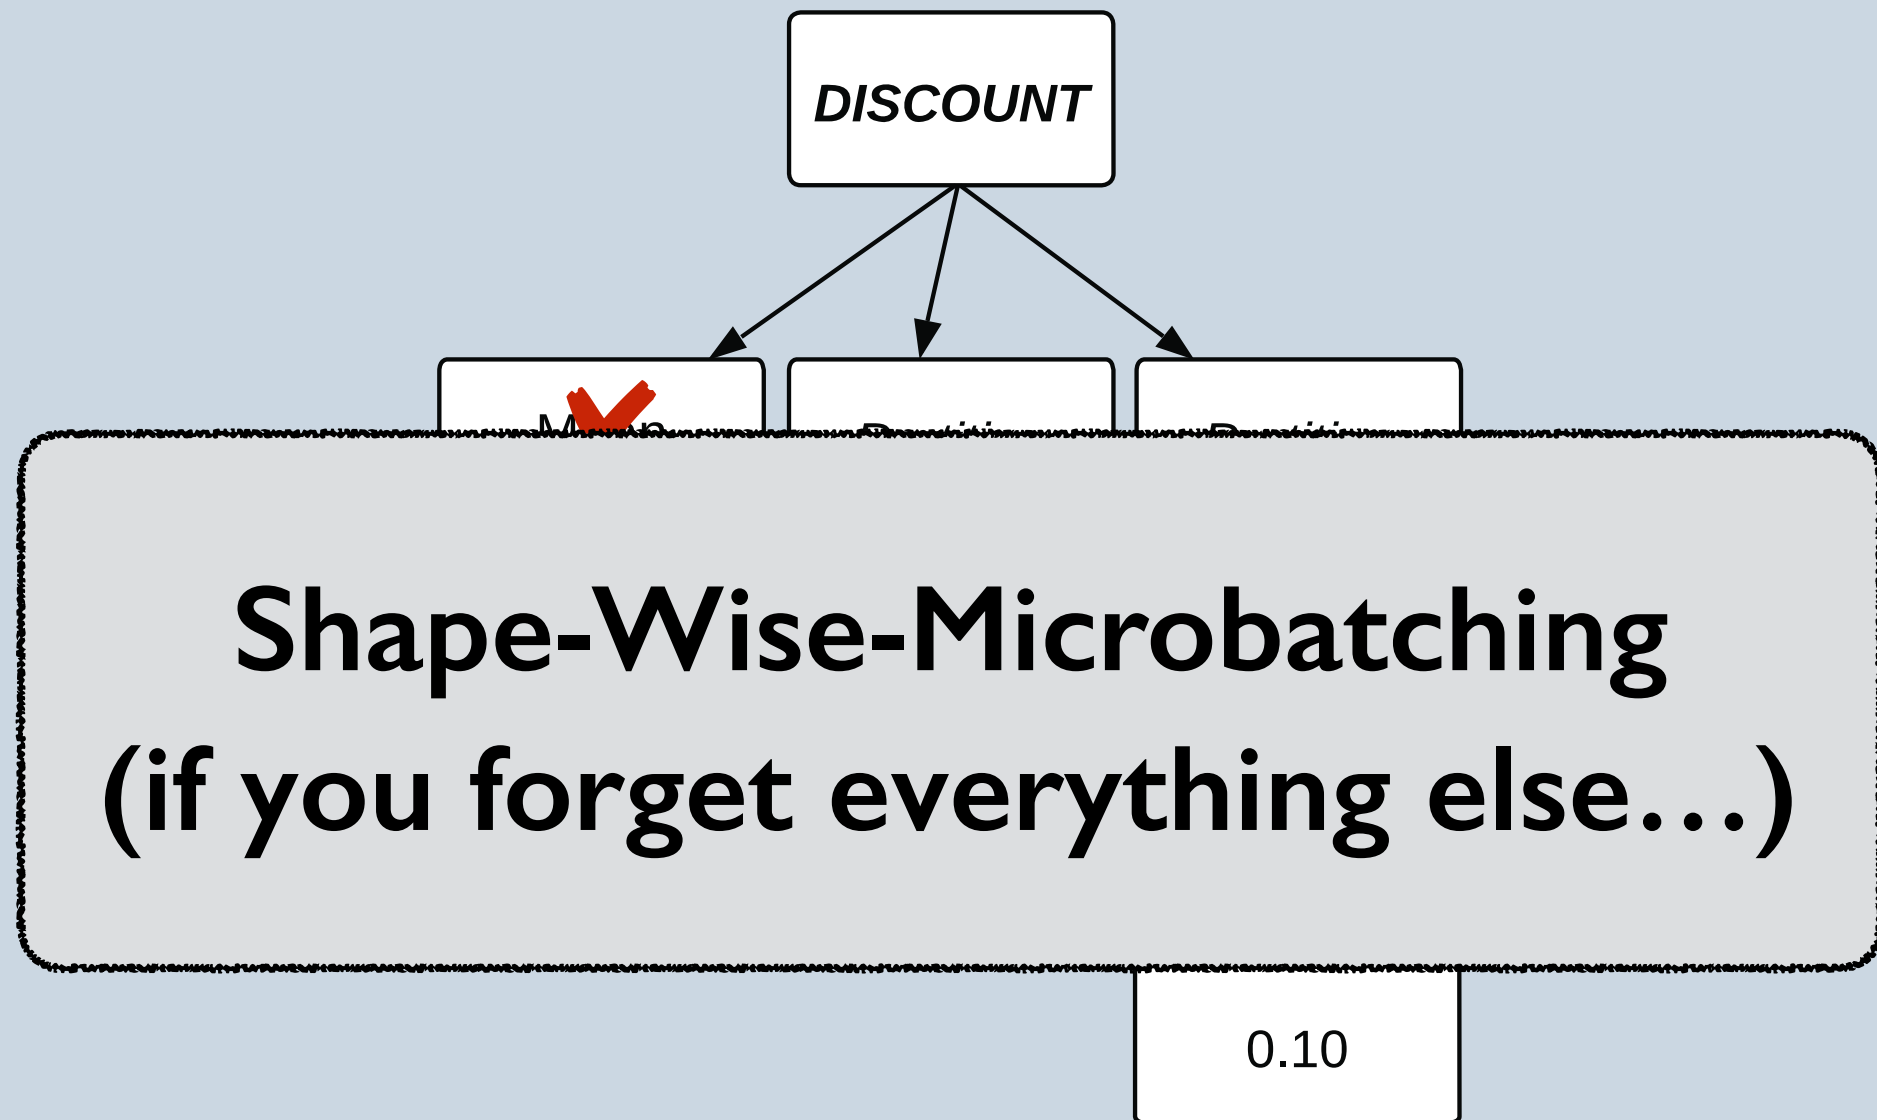 DISCOUNT
Shape-Wise-Microbatching
(if you forget everything else…)
0.10